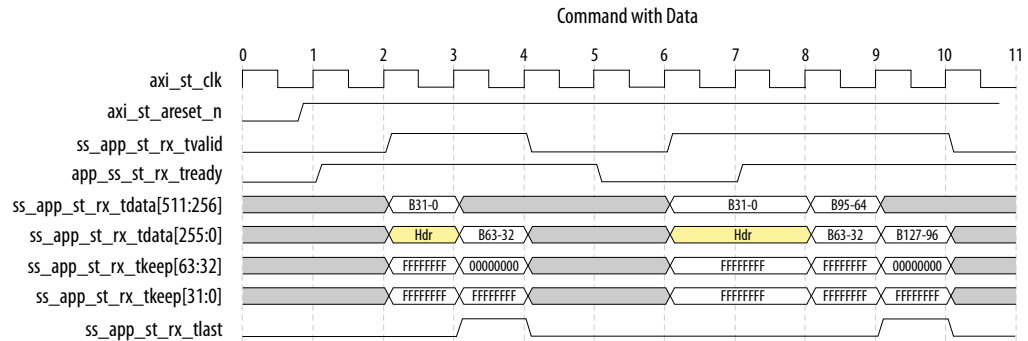 Command with Data
0 1 2 3 4 5 6 7 8 9 10 11
axi_st_clk
axi_st_areset_n
ss_app_st_rx_tvalid
app_ss_st_rx_tready
ss_app_st_rx_tdata[511:256] B31-0 B31-0 B95-64
ss_app_st_rx_tdata[255:0] Hdr B63-32 Hdr B63-32 B127-96
ss_app_st_rx_tkeep[63:32] FFFFFFFF 00000000 FFFFFFFF FFFFFFFF 00000000
ss_app_st_rx_tkeep[31:0] FFFFFFFF FFFFFFFF FFFFFFFF FFFFFFFF FFFFFFFF
ss_app_st_rx_tlast